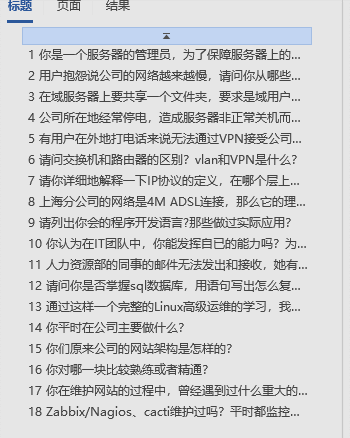 标题 页面 结果
1 你是一个服务器的管理员，为了保障服务器上的...
2 用户抱怨说公司的网络越来越慢，请问你从哪些...
3 在域服务器上要共享一个文件夹，要求是域用户...
4 公司所在地经常停电，造成服务器非正常关机而...
5 有用户在外地打电话来说无法通过VPN接受公司...
6 请问交换机和路由器的区别？vlan和VPN是什么？
7 请你详细地解释一下IP协议的定义，在哪个层上...
8 上海分公司的网络是4M ADSL连接，那么它的理...
9 请列出你会的程序开发语言?那些做过实际应用?
10 你认为在IT团队中，你能发挥自已的能力吗？为...
11 人力资源部的同事的邮件无法发出和接收，她有...
12 请问你是否掌握sql数据库，用语句写出怎么复...
13 通过这样一个完整的Linux高级运维的学习，我...
14 你平时在公司主要做什么？
15 你们原来公司的网站架构是怎样的？
16 你对哪一块比较熟练或者精通？
17 你在维护网站的过程中，曾经遇到过什么重大的...
18 Zabbix/Nagios、cacti维护过吗？平时都监控...